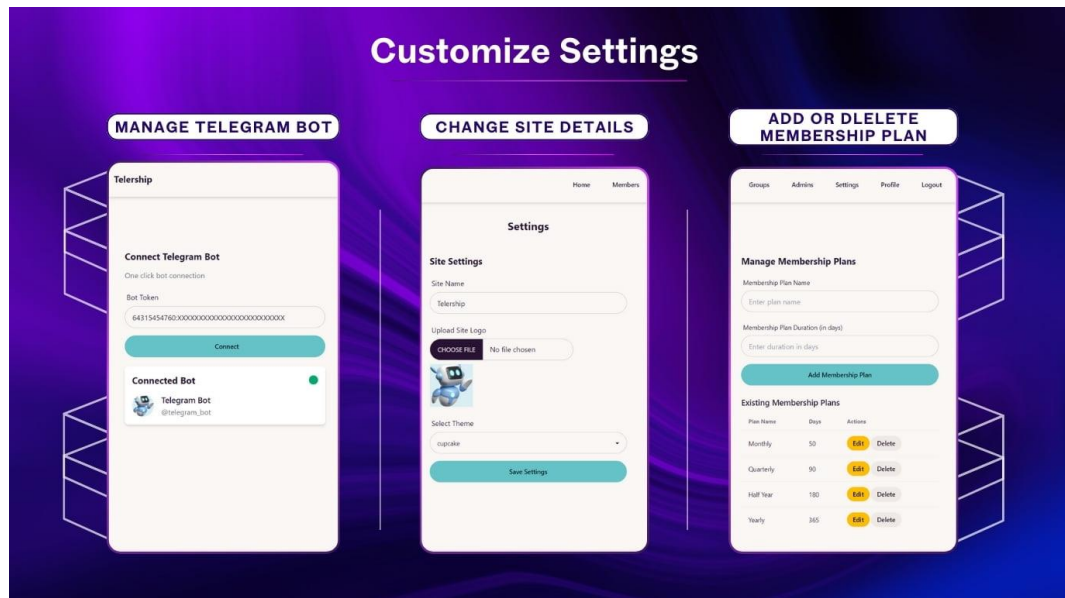 Customize Settings
MANAGE TELEGRAM BOT
Telership
Connect Telegram Bot
One click bot connection
Bot Token
64315454760:XXXXXXXXXXXXXXXXXXXXXXXXXX
Connect
Connected Bot
Telegram Bot
@telegram_bot
CHANGE SITE DETAILS
Home Members
Settings
Site Settings
Site Name
Telership
Upload Site Logo
CHOOSE FILE No file chosen
Select Theme
cupcake
Save Settings
ADD OR DLELETE
MEMBERSHIP PLAN
Groups Admins Settings Profile Logout
Manage Membership Plans
Membership Plan Name
Enter plan name
Membership Plan Duration (in days)
Enter duration in days
Add Membership Plan
Existing Membership Plans
Plan Name Days Actions
Monthly 50 Edit Delete
Quarterly 90 Edit Delete
Half Year 180 Edit Delete
Yearly 365 Edit Delete